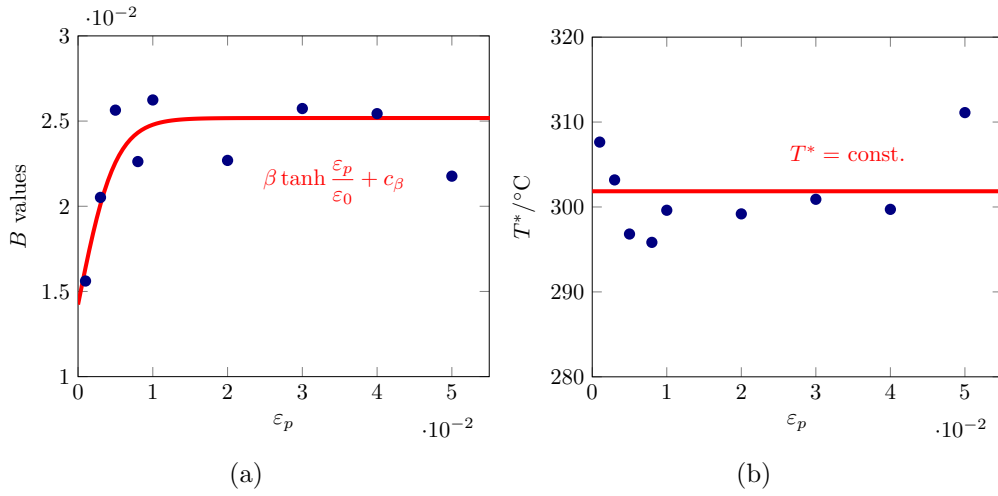 ·10⁻²
3
2.5
2
1.5
1
B values
β tanh εₚ/ε₀ + c_β
0 1 2 3 4 5
εₚ ·10⁻²
(a)
320
310
300
290
280
T*/°C
T* = const.
0 1 2 3 4 5
εₚ ·10⁻²
(b)